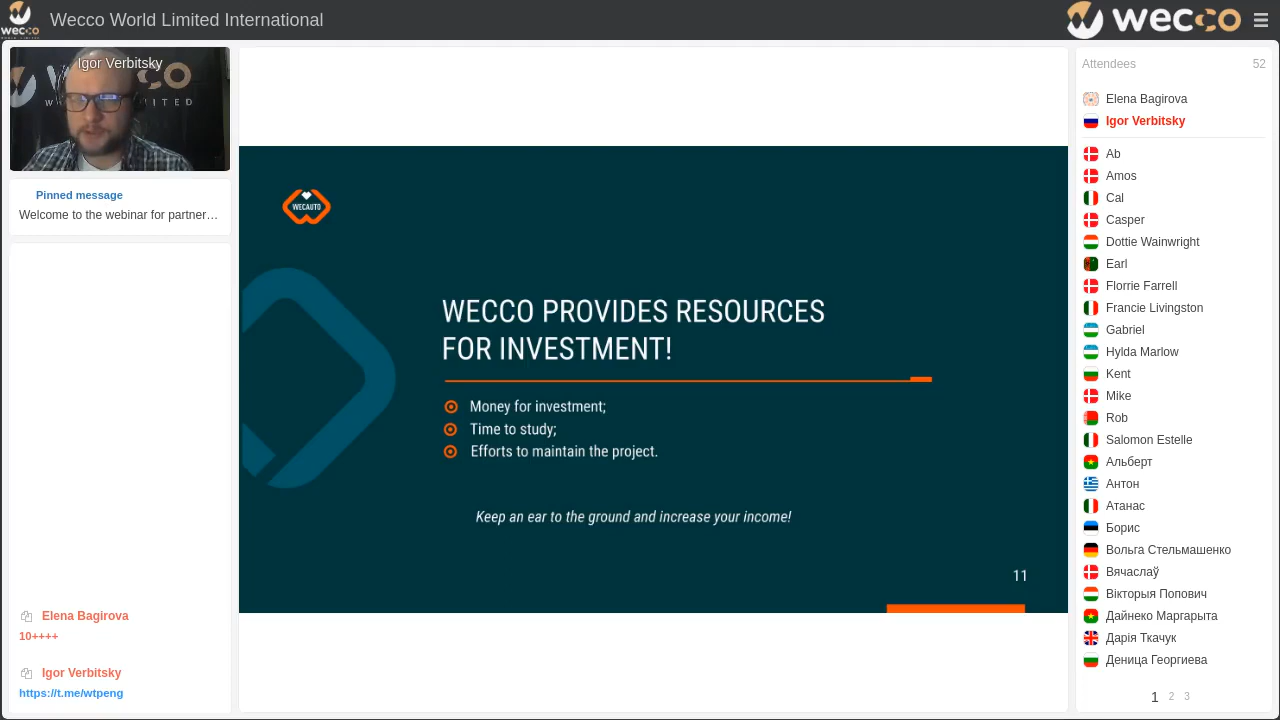 wecco
Wecco World Limited International
wecco
Igor Verbitsky
Pinned message
Welcome to the webinar for partner…
Elena Bagirova
10++++
Igor Verbitsky
https://t.me/wtpeng
WECAUTO
WECCO PROVIDES RESOURCES
FOR INVESTMENT!
Money for investment;
Time to study;
Efforts to maintain the project.
Keep an ear to the ground and increase your income!
11
Attendees 52
Elena Bagirova
Igor Verbitsky
Ab
Amos
Cal
Casper
Dottie Wainwright
Earl
Florrie Farrell
Francie Livingston
Gabriel
Hylda Marlow
Kent
Mike
Rob
Salomon Estelle
Альберт
Антон
Атанас
Борис
Вольга Стельмашенко
Вячаслаў
Вікторыя Попович
Дайнеко Маргарыта
Дарія Ткачук
Деница Георгиева
1 2 3